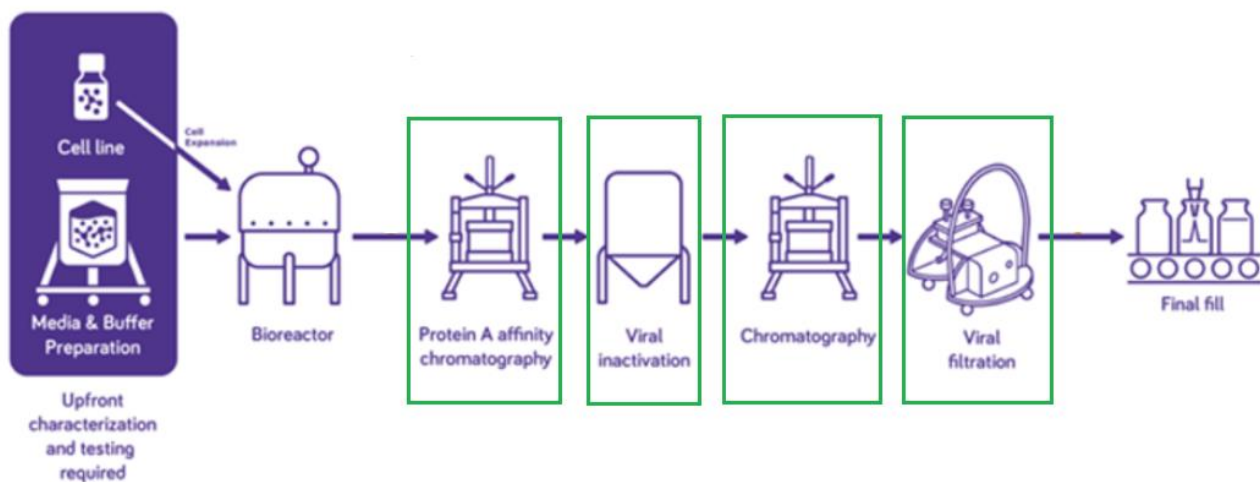 Cell line
Cell
Expansion
Media & Buffer
Preparation
Upfront
characterization
and testing
required
Bioreactor
Protein A affinity
chromatography
Viral
inactivation
Chromatography
Viral
filtration
Final fill